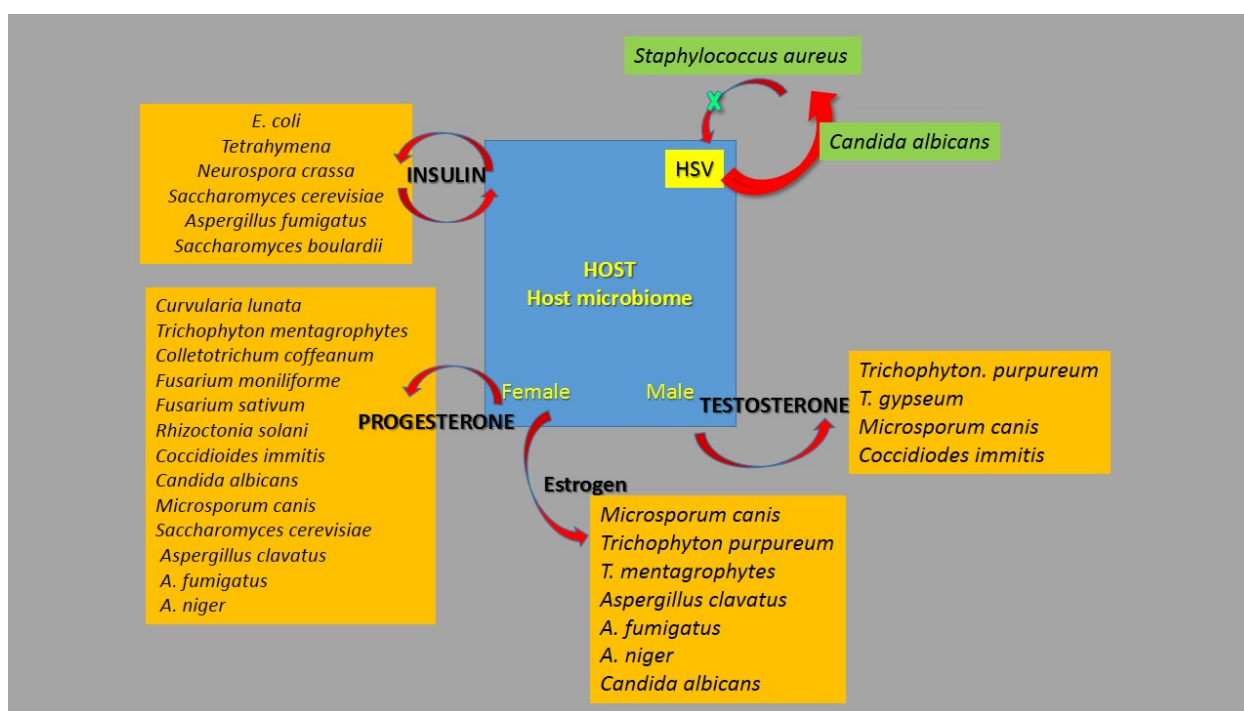 Staphylococcus aureus
X
Candida albicans
HSV
E. coli
Tetrahymena
Neurospora crassa
Saccharomyces cerevisiae
Aspergillus fumigatus
Saccharomyces boulardii
INSULIN
HOST
Host microbiome
Curvularia lunata
Trichophyton mentagrophytes
Colletotrichum coffeanum
Fusarium moniliforme
Fusarium sativum
Rhizoctonia solani
Coccidioides immitis
Candida albicans
Microsporum canis
Saccharomyces cerevisiae
Aspergillus clavatus
A. fumigatus
A. niger
PROGESTERONE
Female
Male
TESTOSTERONE
Trichophyton. purpureum
T. gypseum
Microsporum canis
Coccidiodes immitis
Estrogen
Microsporum canis
Trichophyton purpureum
T. mentagrophytes
Aspergillus clavatus
A. fumigatus
A. niger
Candida albicans